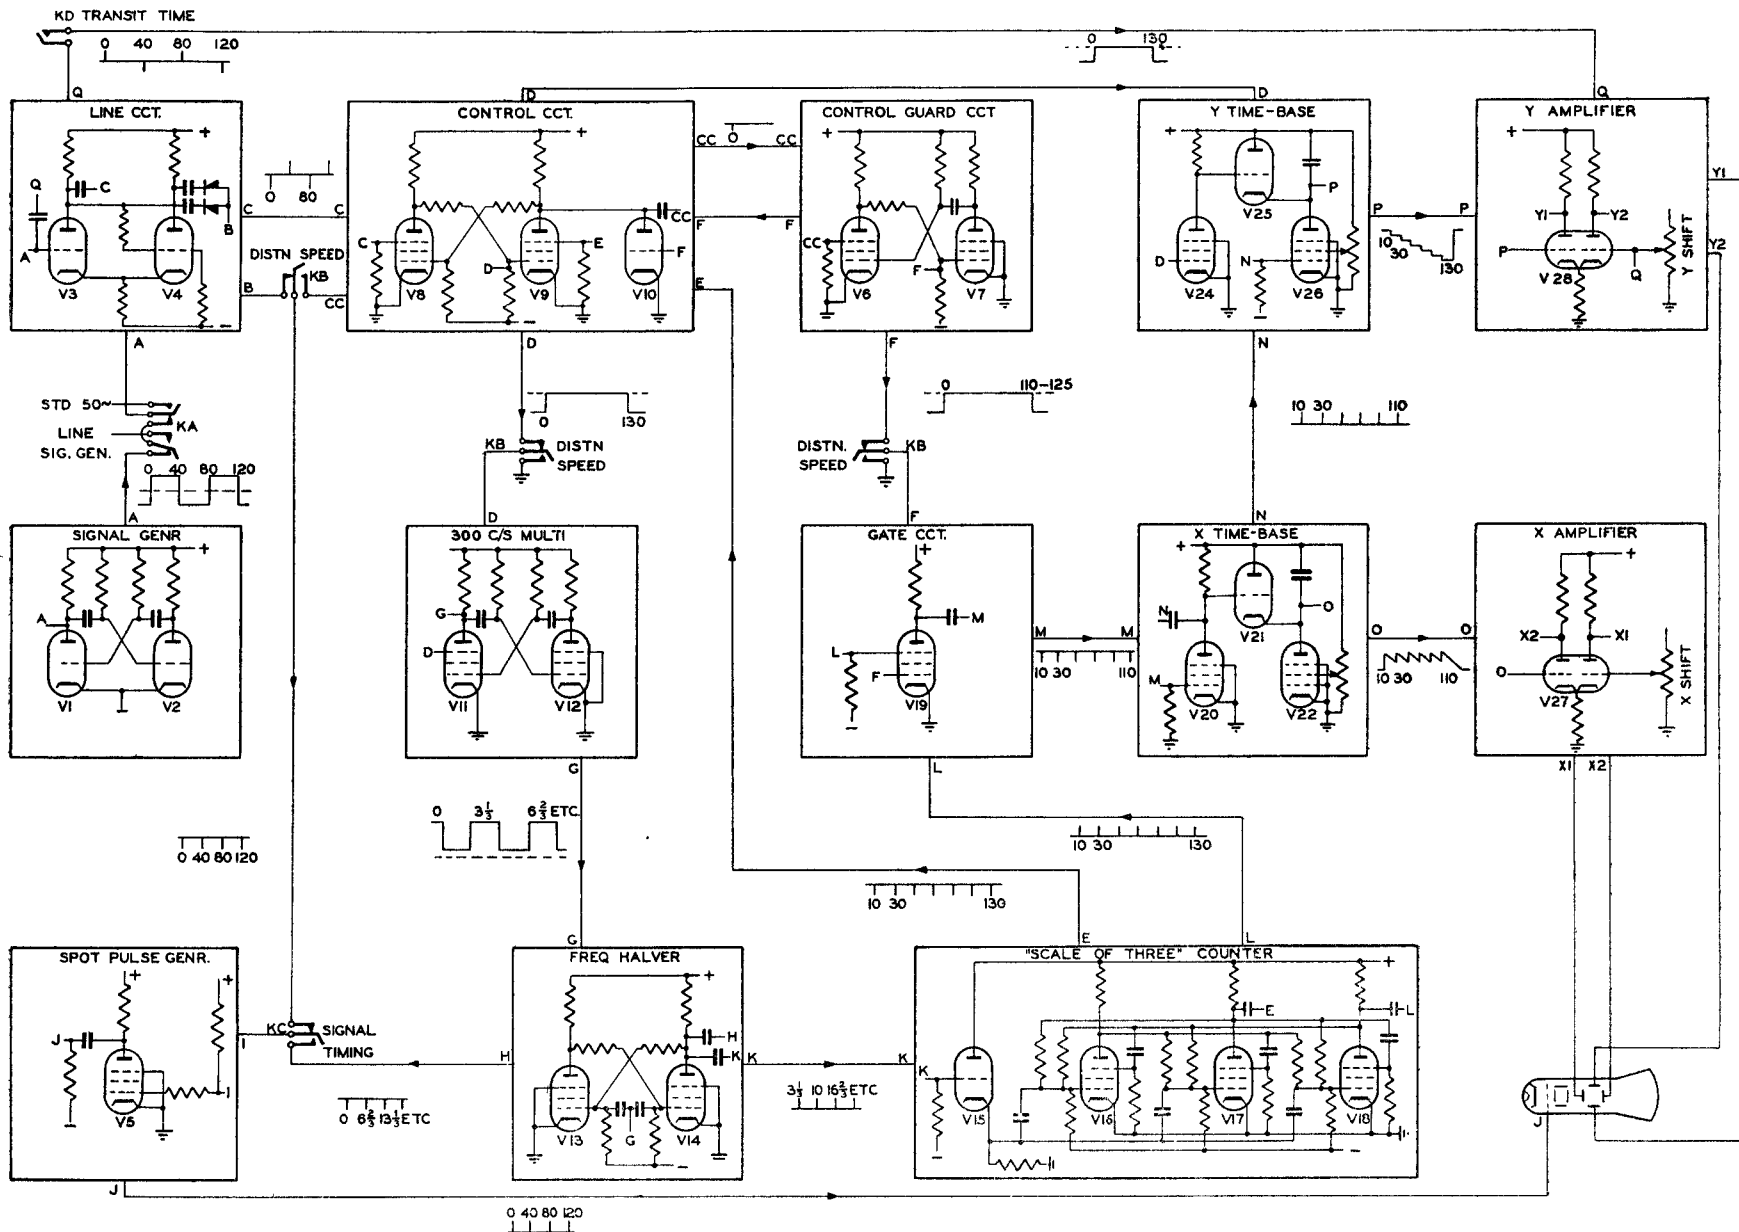 KD TRANSIT TIME
0 40 80 120
0 130
Q
D
D
Q
LINE CCT.
+
Q
C
B
A
V3
V4
-
0 80
C
C
B
DISTN SPEED
KB
CC
CONTROL CCT.
+
C
V8
D
V9
E
V10
CC
F
-
CC
0
CC
F
F
E
CONTROL GUARD CCT
+
CC
V6
F
V7
-
Y TIME-BASE
+
V25
P
D
V24
N
V26
-
P
P
10 30
130
Y AMPLIFIER
+
Y1
Y2
P
V28
Q
Y SHIFT
Y1
Y2
A
D
F
N
STD 50~
KA
LINE
SIG. GEN.
0 40 80 120
A
0 130
KB
DISTN
SPEED
D
0 110-125
DISTN.
SPEED
KB
F
10 30 110
N
SIGNAL GENR
+
A
V1
V2
-
300 C/S MULTI
G
D
V11
V12
G
GATE CCT.
+
M
L
F
V19
-
L
M
M
10 30 110
X TIME-BASE
+
N
V21
O
M
V20
V22
O
O
10 30 110
X AMPLIFIER
+
X2
X1
O
V27
X SHIFT
X1 X2
0 3⅓ 6⅔ ETC.
0 40 80 120
10 30 130
10 30 130
G
E
L
SPOT PULSE GENR.
+
+
J
V5
I
-
I
J
KC
SIGNAL
TIMING
0 6⅔ 13⅓ ETC
H
FREQ HALVER
+
H
K
V13
G
V14
-
K
K
3⅓ 10 16⅔ ETC
"SCALE OF THREE" COUNTER
+
E
L
K
V15
V16
V17
V18
-
-
J
0 40 80 120